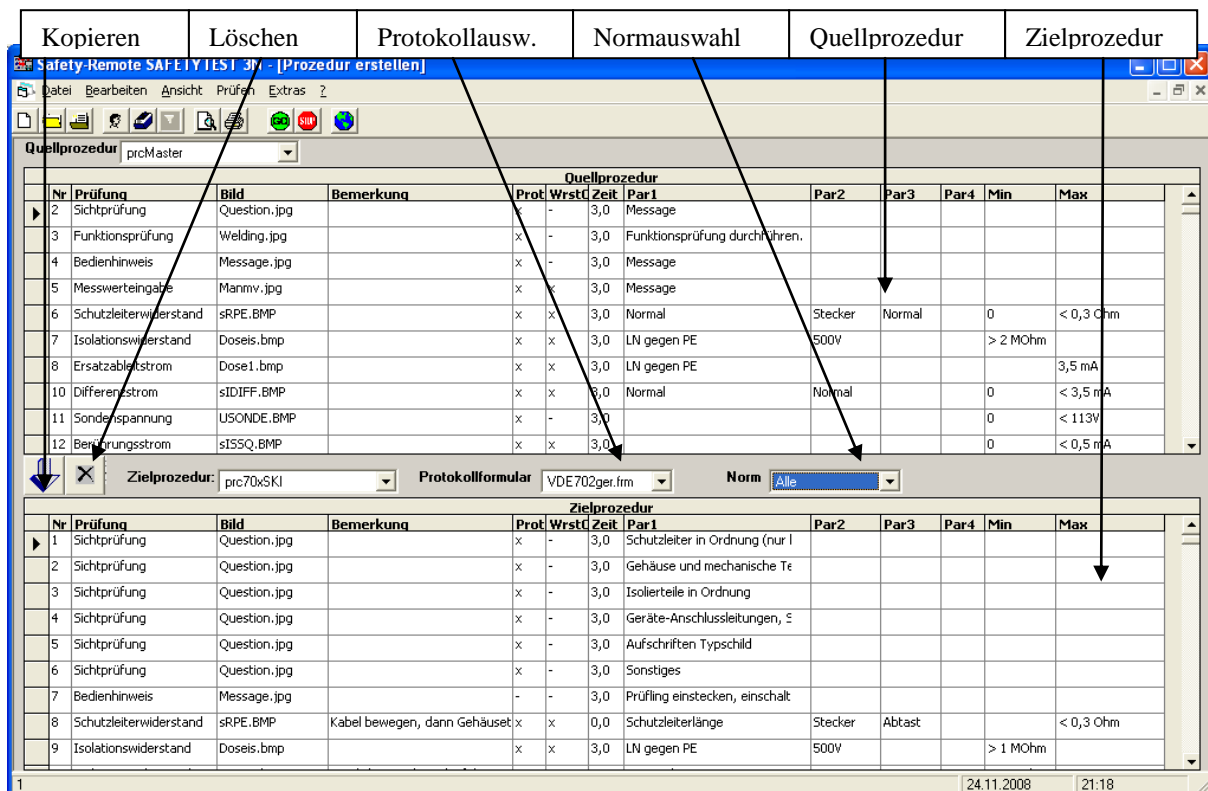 Kopieren Löschen Protokollausw. Normauswahl Quellprozedur Zielprozedur
Safety-Remote SAFETYTEST 3N - [Prozedur erstellen]
Datei Bearbeiten Ansicht Prüfen Extras ?
GO STOP
Quellprozedur prcMaster
Quellprozedur
Nr Prüfung Bild Bemerkung Prot WrstC Zeit Par1 Par2 Par3 Par4 Min Max
2 Sichtprüfung Question.jpg x - 3,0 Message
3 Funktionsprüfung Welding.jpg x - 3,0 Funktionsprüfung durchführen.
4 Bedienhinweis Message.jpg x - 3,0 Message
5 Messwerteingabe Manmv.jpg x x 3,0 Message
6 Schutzleiterwiderstand sRPE.BMP x x 3,0 Normal Stecker Normal 0 < 0,3 Ohm
7 Isolationswiderstand Doseis.bmp x x 3,0 LN gegen PE 500V > 2 MOhm
8 Ersatzableitstrom Dose1.bmp x x 3,0 LN gegen PE 3,5 mA
10 Differenzstrom sIDIFF.BMP x x 3,0 Normal Normal 0 < 3,5 mA
11 Sondenspannung USONDE.BMP x - 3,0 0 < 113V
12 Berührungsstrom sISSQ.BMP x x 3,0 0 < 0,5 mA
Zielprozedur: prc70xSKI Protokollformular VDE702ger.frm Norm Alle
Zielprozedur
Nr Prüfung Bild Bemerkung Prot WrstC Zeit Par1 Par2 Par3 Par4 Min Max
1 Sichtprüfung Question.jpg x - 3,0 Schutzleiter in Ordnung (nur l
2 Sichtprüfung Question.jpg x - 3,0 Gehäuse und mechanische Te
3 Sichtprüfung Question.jpg x - 3,0 Isolierteile in Ordnung
4 Sichtprüfung Question.jpg x - 3,0 Geräte-Anschlussleitungen, S
5 Sichtprüfung Question.jpg x - 3,0 Aufschriften Typschild
6 Sichtprüfung Question.jpg x - 3,0 Sonstiges
7 Bedienhinweis Message.jpg - - 3,0 Prüfling einstecken, einschalt
8 Schutzleiterwiderstand sRPE.BMP Kabel bewegen, dann Gehäuset x x 0,0 Schutzleiterlänge Stecker Abtast < 0,3 Ohm
9 Isolationswiderstand Doseis.bmp x x 3,0 LN gegen PE 500V > 1 MOhm
1 24.11.2008 21:18